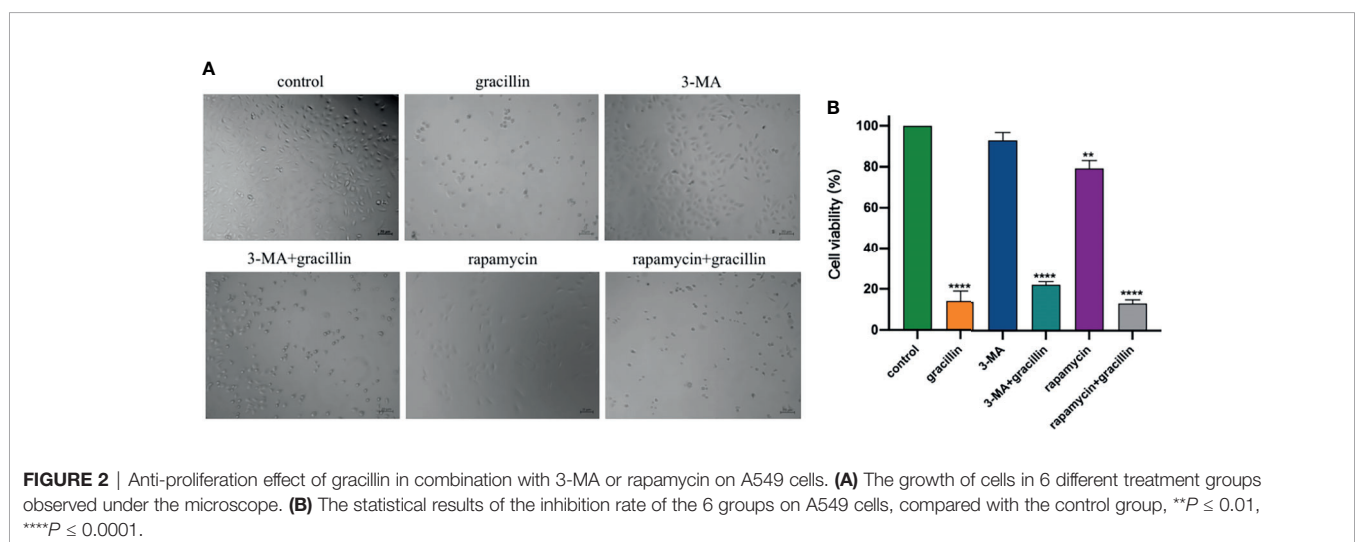 A
control
gracillin
3-MA
3-MA+gracillin
rapamycin
rapamycin+gracillin
B
Cell viability (%)
100
80
60
40
20
0
****
****
**
****
control
gracillin
3-MA
3-MA+gracillin
rapamycin
rapamycin+gracillin
FIGURE 2 | Anti-proliferation effect of gracillin in combination with 3-MA or rapamycin on A549 cells. (A) The growth of cells in 6 different treatment groups
observed under the microscope. (B) The statistical results of the inhibition rate of the 6 groups on A549 cells, compared with the control group, **P ≤ 0.01,
****P ≤ 0.0001.